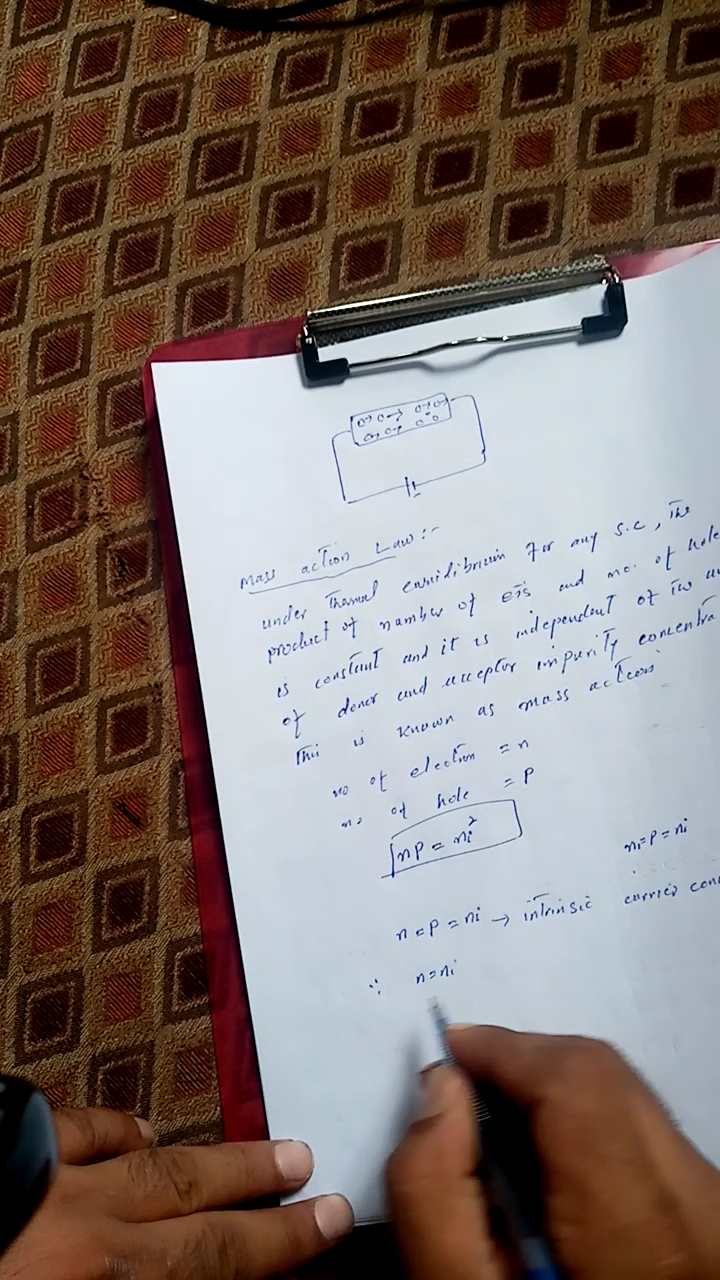 mass action Law :-
under Thermal equilibrium for any s.c, The
product of number of e⁻s and no. of hole
is constant and it is independent of
of donor and acceptor impurity concentra
This is known as mass action
no of electron = n
no of hole = P
nP = ni²
ni=P=ni
n=P=ni → intrinsic carrier con
∵ n=ni